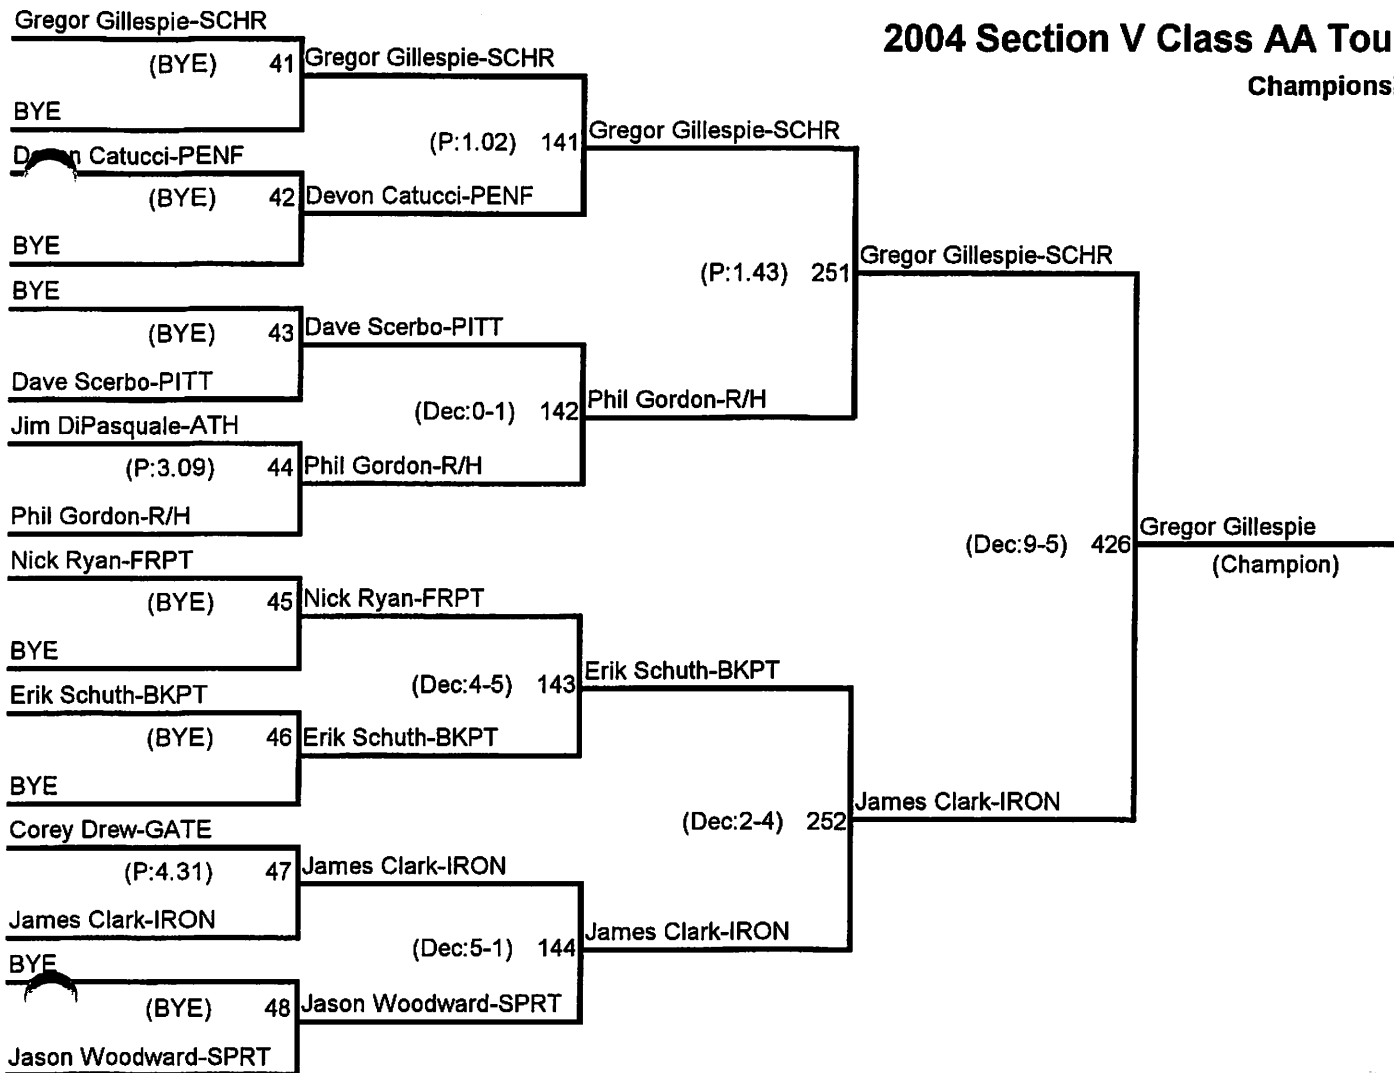 2004 Section V Class AA Tou
Gregor Gillespie-SCHR
(BYE) 41
BYE
Gregor Gillespie-SCHR
Devon Catucci-PENF
(BYE) 42
BYE
Devon Catucci-PENF
(P:1.02) 141
Gregor Gillespie-SCHR
BYE
(BYE) 43
Dave Scerbo-PITT
Dave Scerbo-PITT
Jim DiPasquale-ATH
(P:3.09) 44
Phil Gordon-R/H
Phil Gordon-R/H
(Dec:0-1) 142
Phil Gordon-R/H
(P:1.43) 251
Gregor Gillespie-SCHR
Nick Ryan-FRPT
(BYE) 45
BYE
Nick Ryan-FRPT
Erik Schuth-BKPT
(BYE) 46
BYE
Erik Schuth-BKPT
(Dec:4-5) 143
Erik Schuth-BKPT
Corey Drew-GATE
(P:4.31) 47
James Clark-IRON
James Clark-IRON
BYE
(BYE) 48
Jason Woodward-SPRT
Jason Woodward-SPRT
(Dec:5-1) 144
James Clark-IRON
(Dec:2-4) 252
James Clark-IRON
(Dec:9-5) 426
Gregor Gillespie
(Champion)